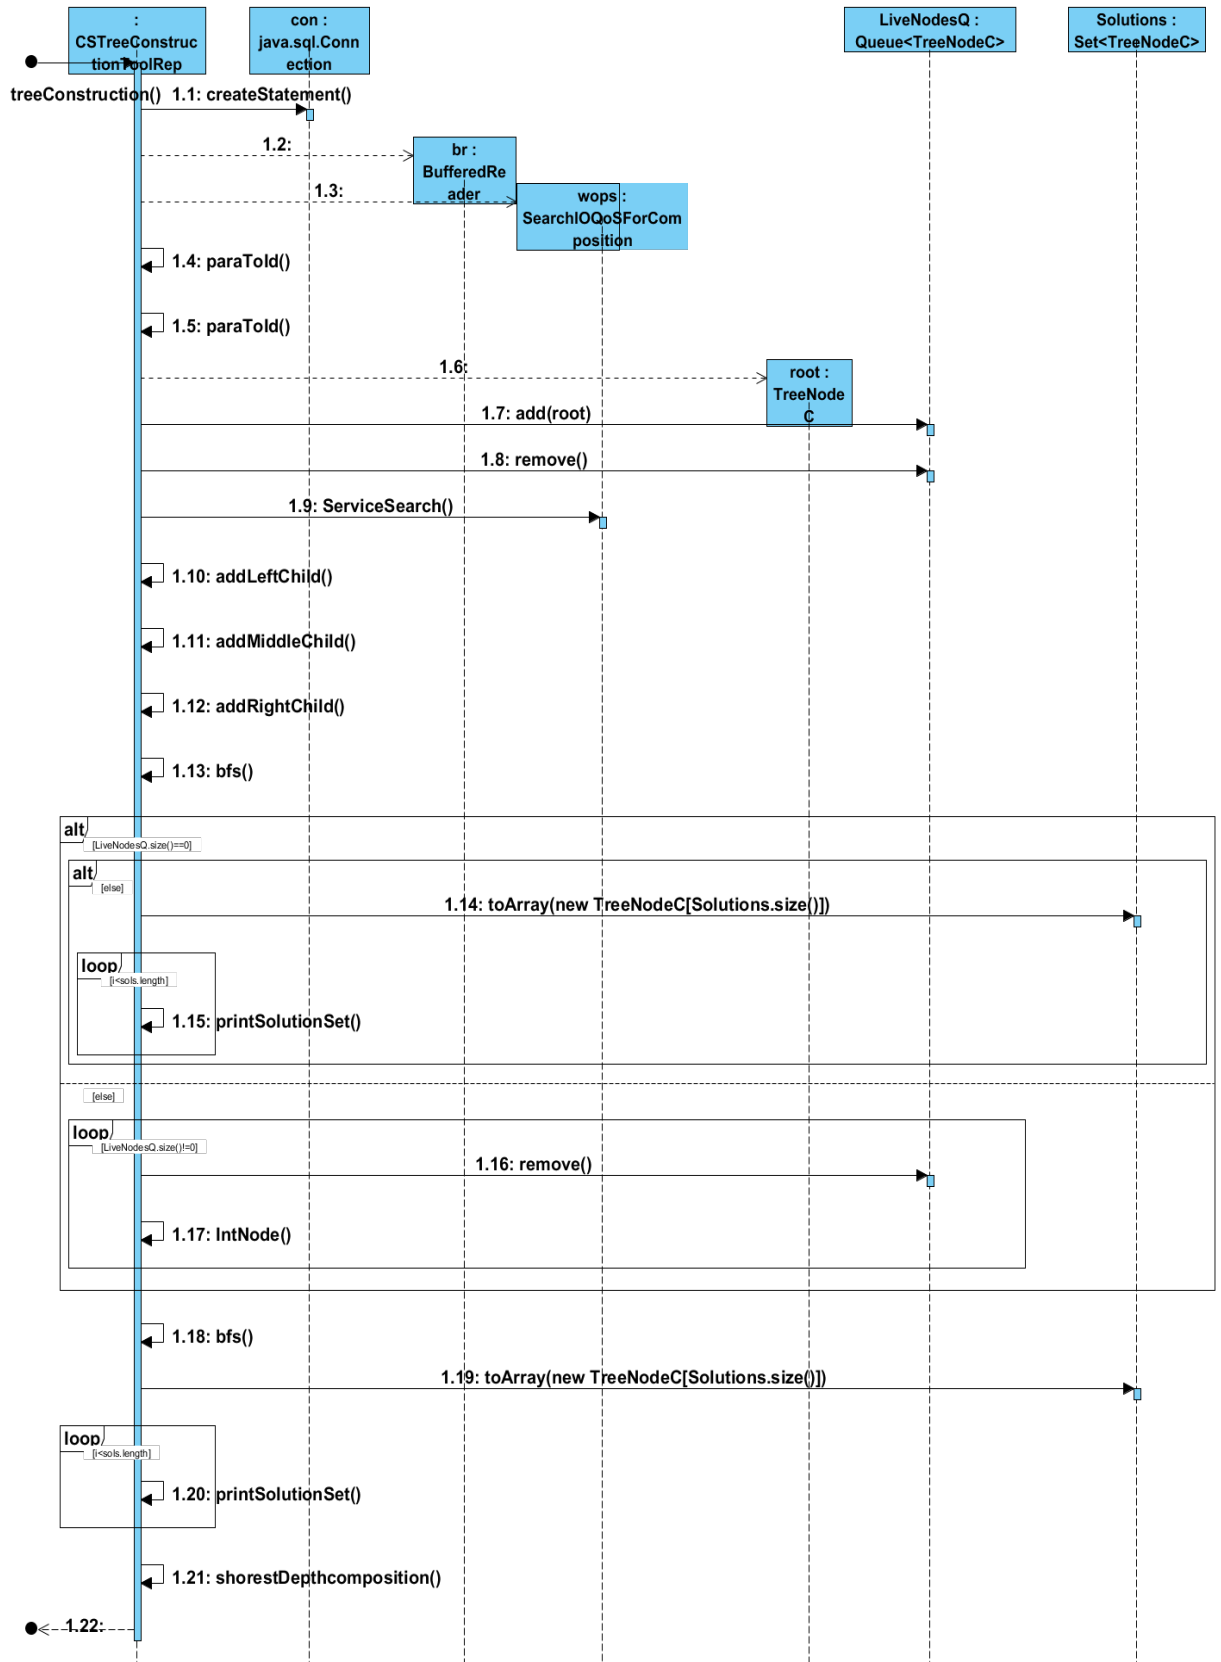 :
CSTreeConstruc
tionToolRep
con :
java.sql.Conn
ection
LiveNodesQ :
Queue<TreeNodeC>
Solutions :
Set<TreeNodeC>
treeConstruction()
1.1: createStatement()
1.2:
br :
BufferedRe
ader
1.3:
wops :
SearchIOQoSForCom
position
1.4: paraToId()
1.5: paraToId()
1.6:
root :
TreeNode
C
1.7: add(root)
1.8: remove()
1.9: ServiceSearch()
1.10: addLeftChild()
1.11: addMiddleChild()
1.12: addRightChild()
1.13: bfs()
alt
[LiveNodesQ.size()==0]
alt
[else]
1.14: toArray(new TreeNodeC[Solutions.size()])
loop
[i<sols.length]
1.15: printSolutionSet()
[else]
loop
[LiveNodesQ.size()!=0]
1.16: remove()
1.17: IntNode()
1.18: bfs()
1.19: toArray(new TreeNodeC[Solutions.size()])
loop
[i<sols.length]
1.20: printSolutionSet()
1.21: shorestDepthcomposition()
1.22: